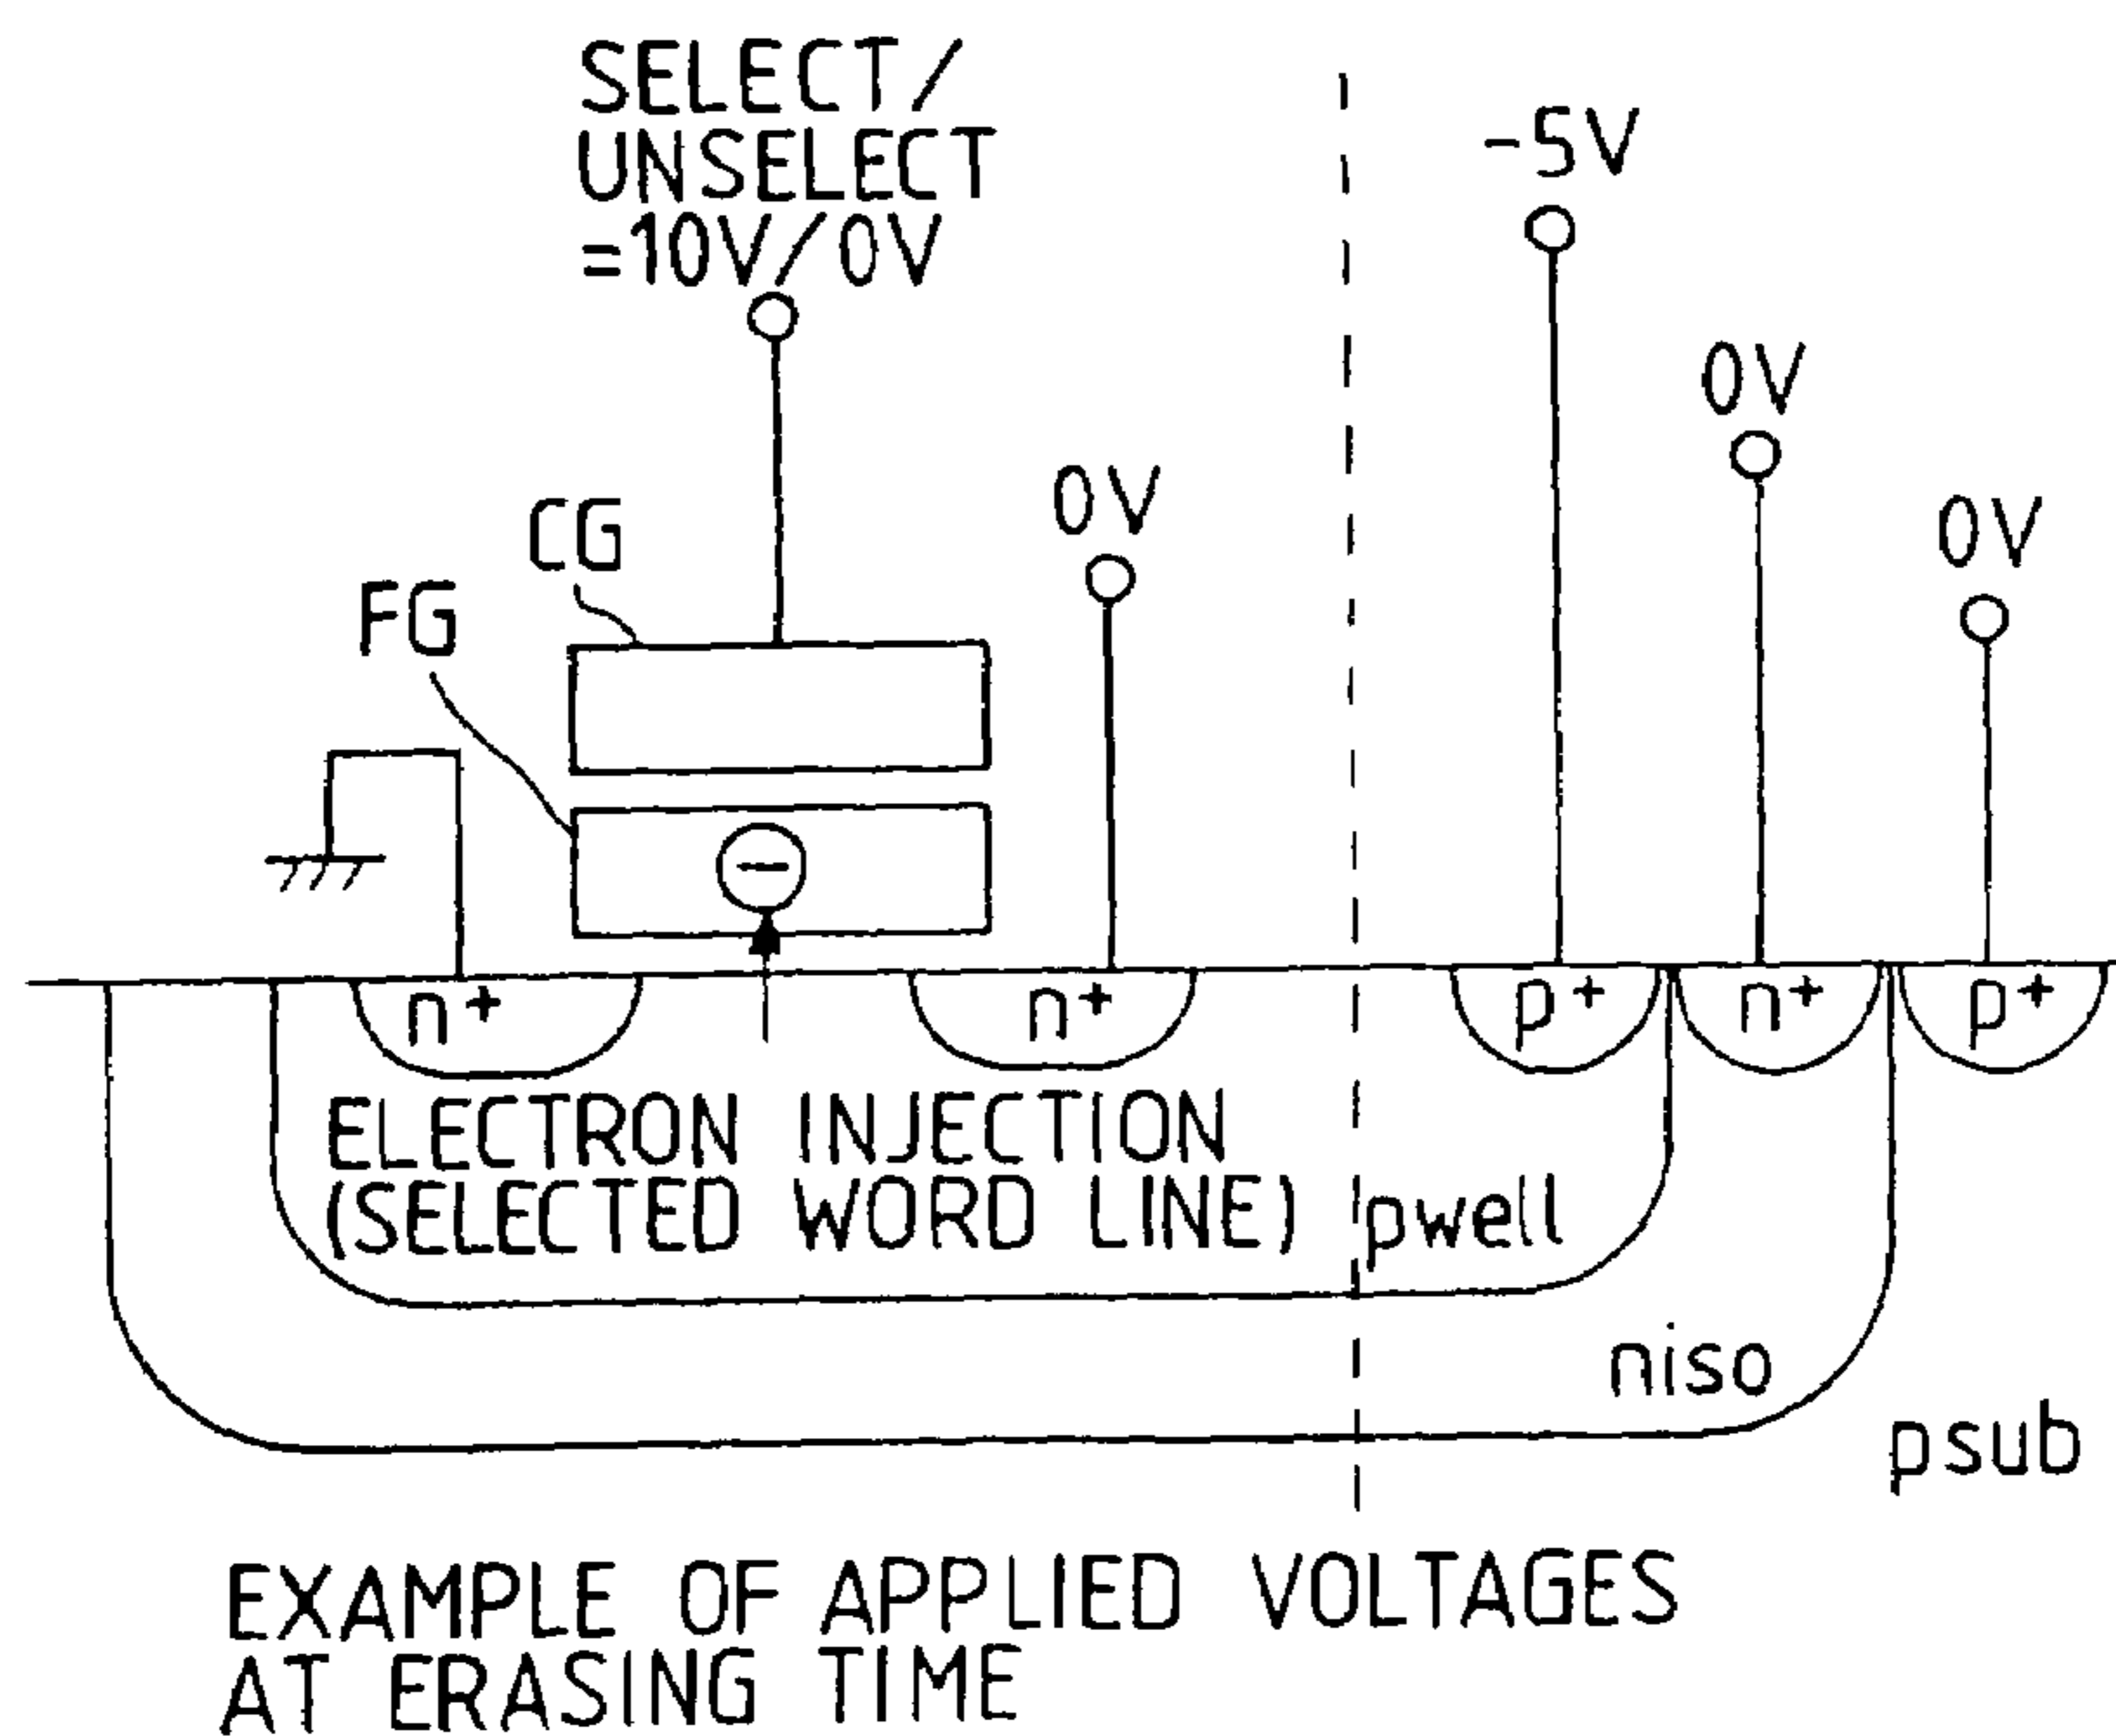 SELECT/
UNSELECT
=10V/0V
-5V
0V
0V
0V
CG
FG
n+
n+
p+
n+
p+
ELECTRON INJECTION
(SELECTED WORD LINE)
pwell
niso
psub
EXAMPLE OF APPLIED VOLTAGES
AT ERASING TIME